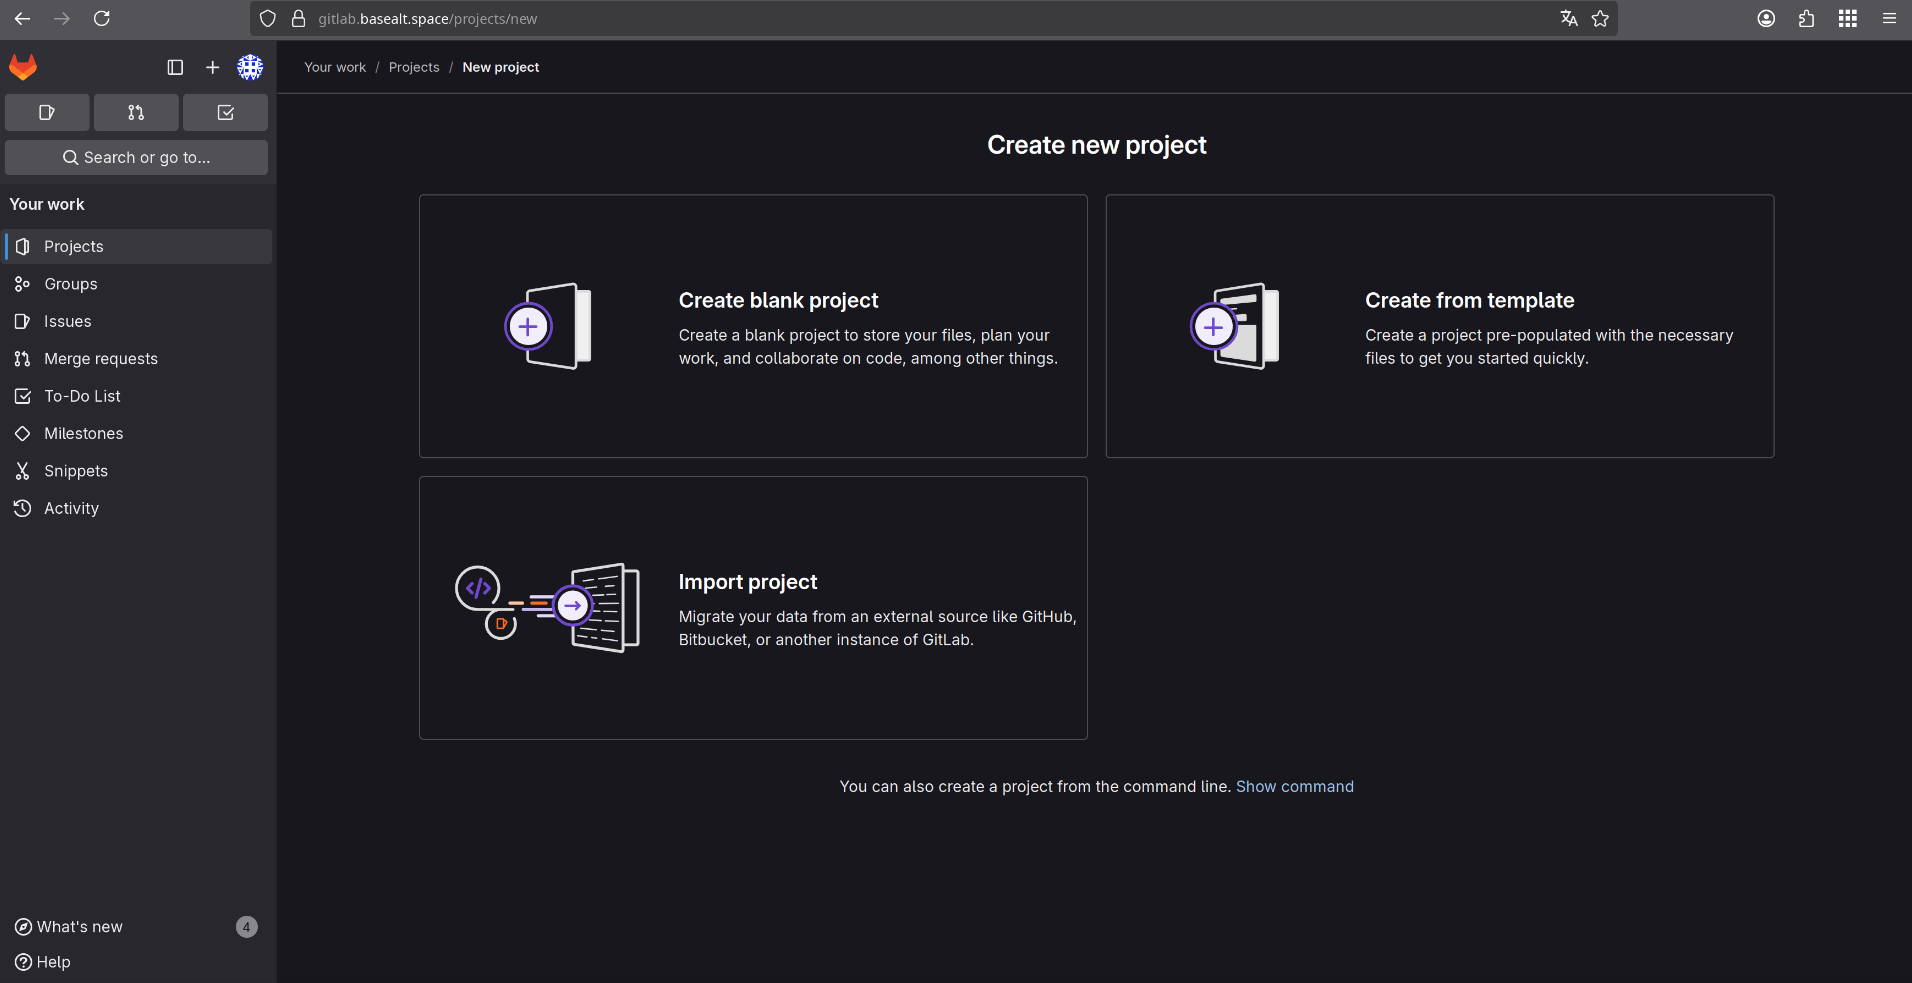 gitlab.basealt.space/projects/new
Your work / Projects / New project
Search or go to...
Your work
Projects
Groups
Issues
Merge requests
To-Do List
Milestones
Snippets
Activity
What's new
4
Help
Create new project
Create blank project
Create a blank project to store your files, plan your
work, and collaborate on code, among other things.
Create from template
Create a project pre-populated with the necessary
files to get you started quickly.
Import project
Migrate your data from an external source like GitHub,
Bitbucket, or another instance of GitLab.
You can also create a project from the command line. Show command